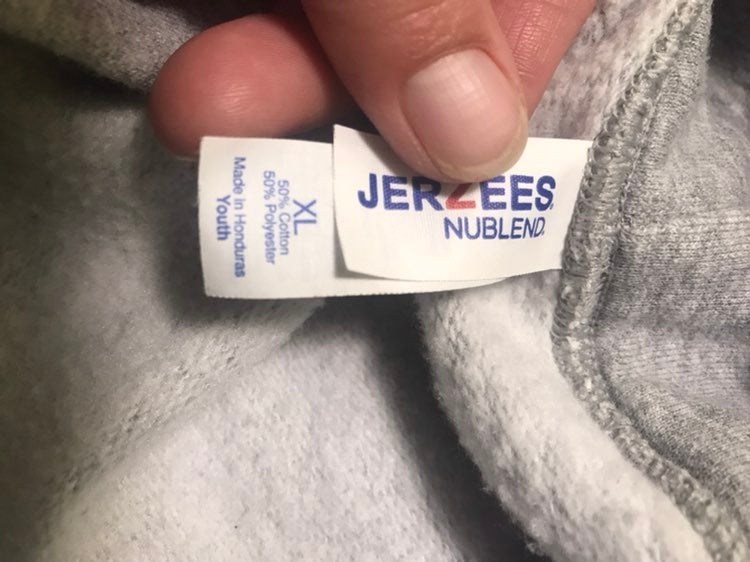 JERZEES
NUBLEND.
XL
50% Cotton
50% Polyester
Made in Honduras
Youth